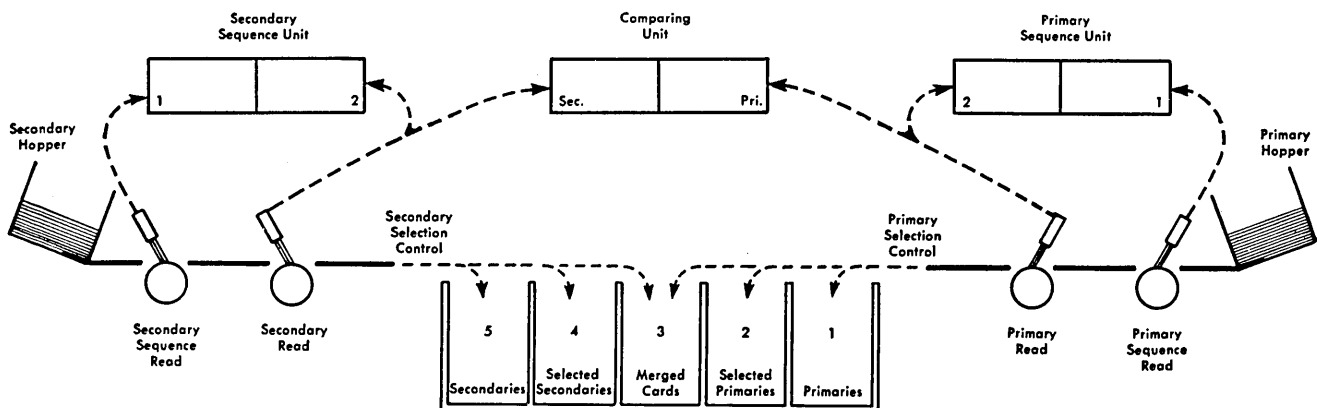 Secondary
Sequence Unit
Comparing
Unit
Primary
Sequence Unit
1
2
Sec.
Pri.
2
1
Secondary
Hopper
Primary
Hopper
Secondary
Selection
Control
Primary
Selection
Control
Secondary
Sequence
Read
Secondary
Read
5
4
3
2
1
Secondaries
Selected
Secondaries
Merged
Cards
Selected
Primaries
Primaries
Primary
Read
Primary
Sequence
Read